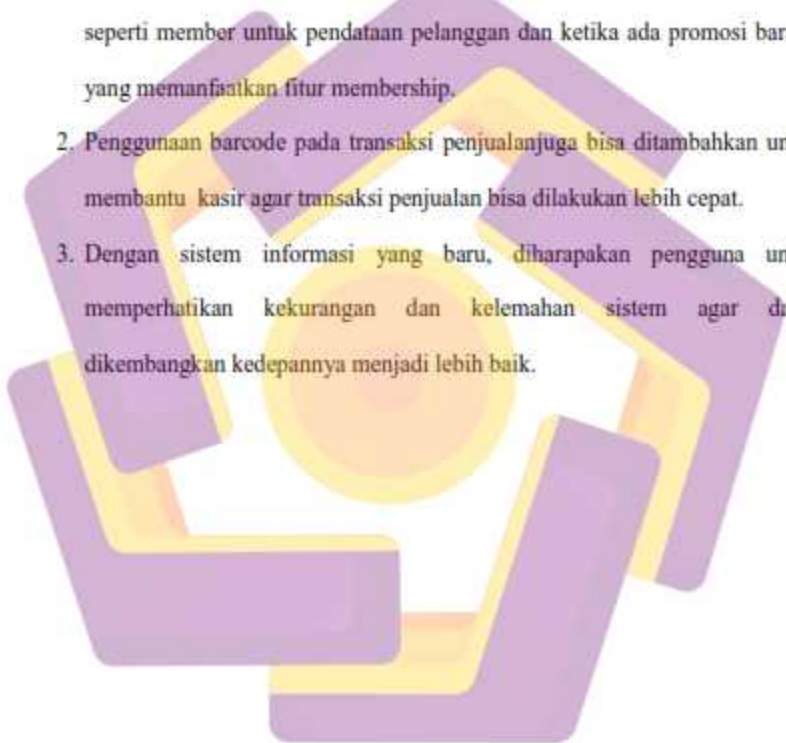 seperti member untuk pendataan pelanggan dan ketika ada promosi bar
yang memanfaatkan fitur membership.
2. Penggunaan barcode pada transaksi penjualanjuga bisa ditambahkan un
membantu kasir agar transaksi penjualan bisa dilakukan lebih cepat.
3. Dengan sistem informasi yang baru, diharapakan pengguna un
memperhatikan kekurangan dan kelemahan sistem agar da
dikembangkan kedepannya menjadi lebih baik.